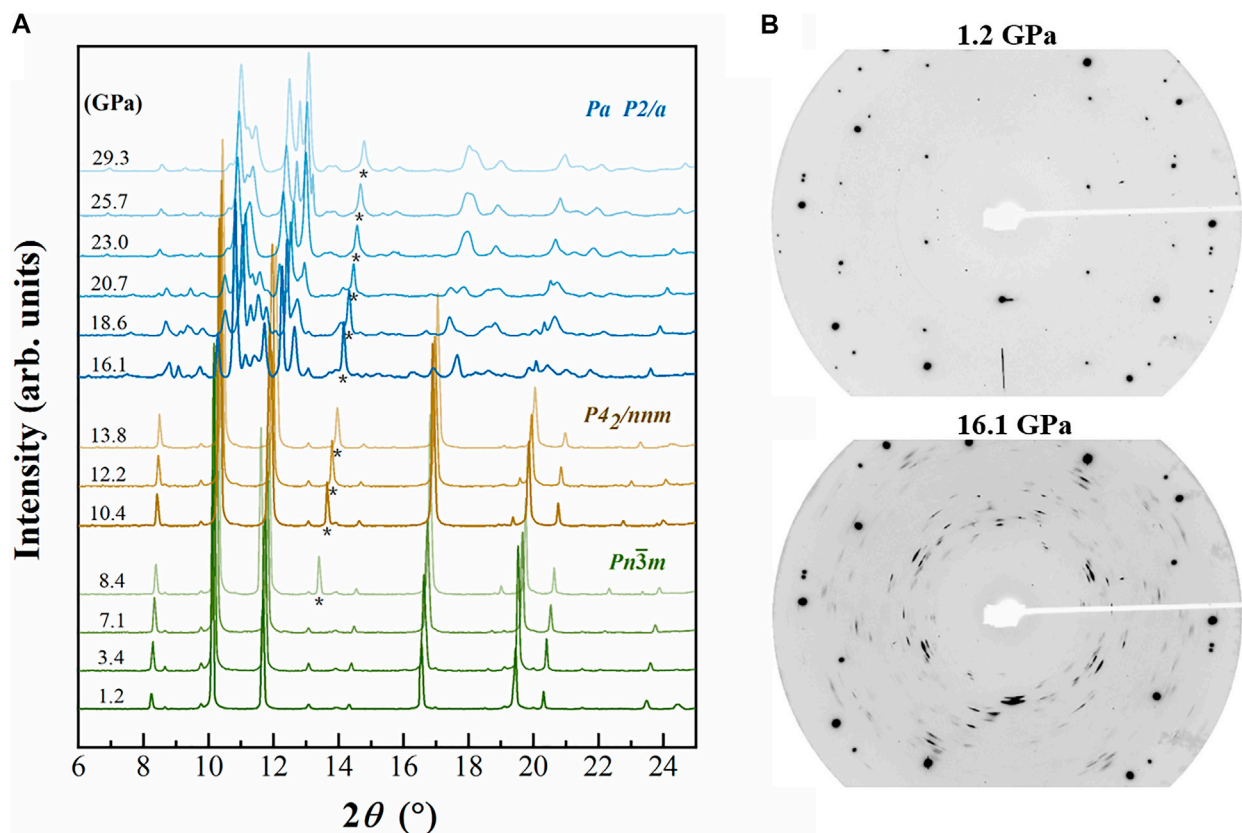 A
B
1.2 GPa
(GPa)
Pa P2/a
29.3
25.7
23.0
20.7
18.6
16.1
P4₂/nnm
13.8
12.2
10.4
Pn3̅m
8.4
7.1
3.4
1.2
*
*
*
*
*
*
*
*
*
*
16.1 GPa
Intensity (arb. units)
6 8 10 12 14 16 18 20 22 24
2θ (°)